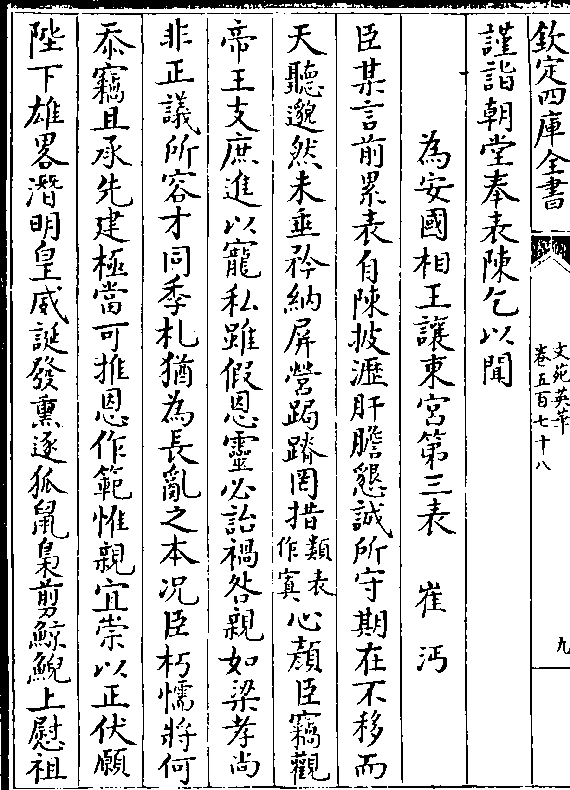 欽定四庫全書
文苑英華
卷五百七十八
九
謹詣朝堂奉表陳乞以聞
為安國相王讓東宮第三表 崔沔
臣某言前累表自陳披瀝肝膽懇誠所守期在不移而
天聽邈然未垂矜納屏營跼蹐罔措類表作寘心顔臣竊觀
帝王支庶進以寵私雖假恩靈必詒禍咎親如梁孝尚
非正議所容才同季札猶為長亂之本况臣朽懦將何
忝竊且承先建極當可推恩作範惟親宜崇以正伏願
陛下雄畧潛明皇威誕發熏逐狐鼠梟剪鯨鯢上慰祖